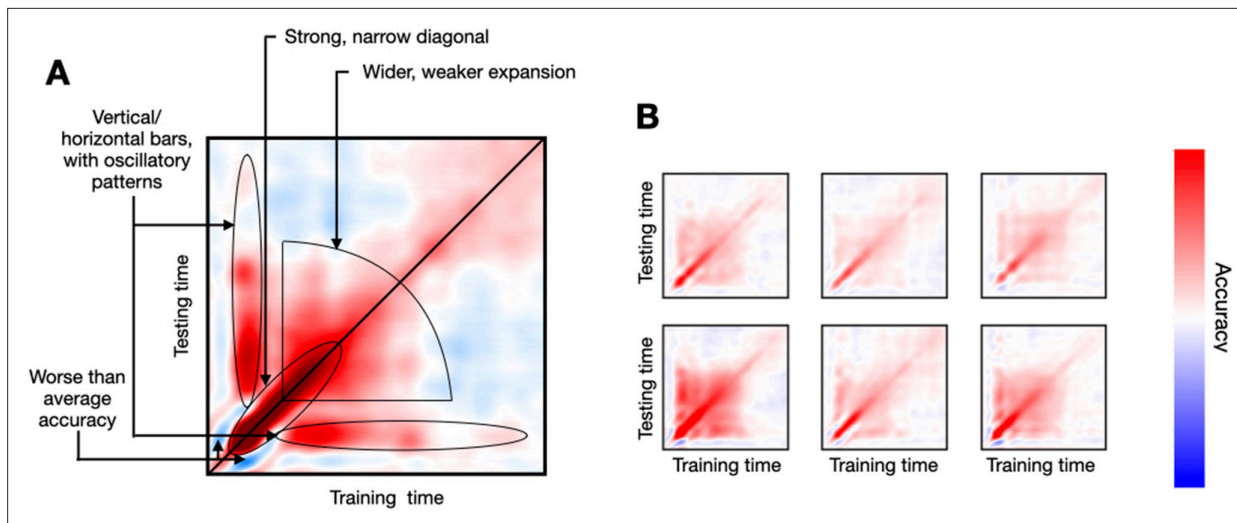 A
Strong, narrow diagonal
Wider, weaker expansion
Vertical/
horizontal bars,
with oscillatory
patterns
Testing time
Worse than
average
accuracy
Training time
B
Testing time
Testing time
Training time
Training time
Training time
Accuracy